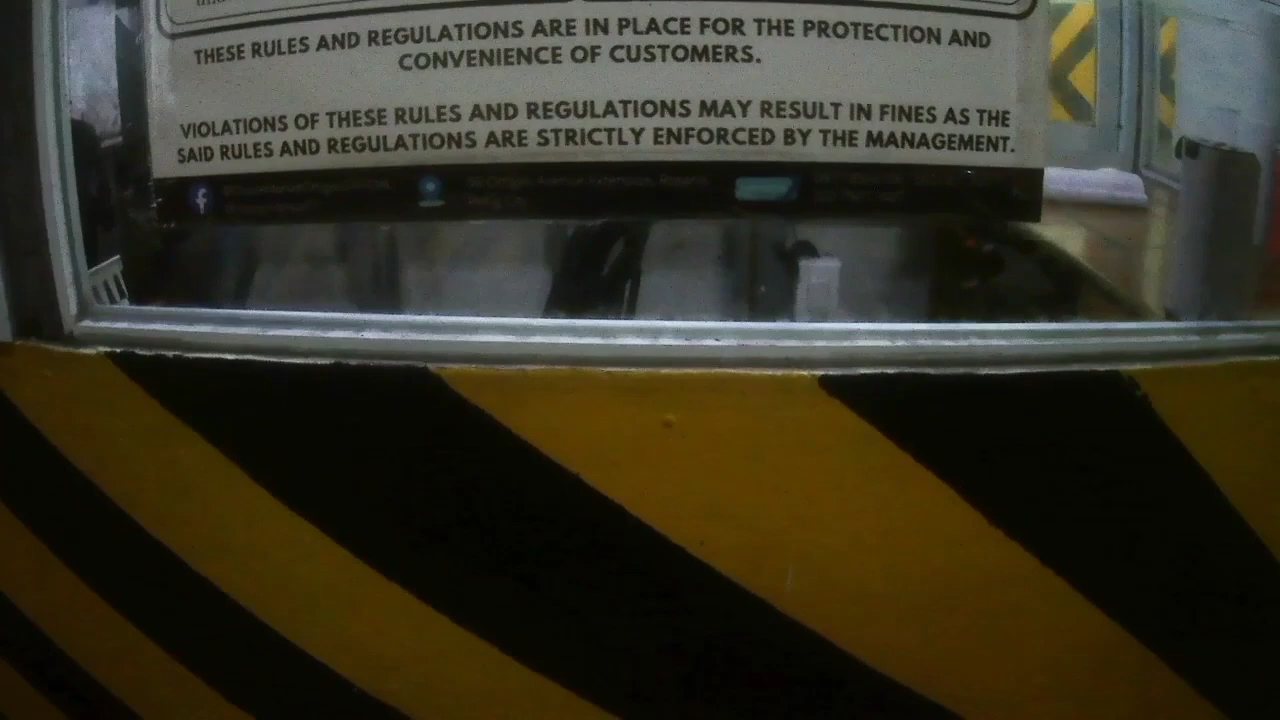 THESE RULES AND REGULATIONS ARE IN PLACE FOR THE PROTECTION AND
CONVENIENCE OF CUSTOMERS.
VIOLATIONS OF THESE RULES AND REGULATIONS MAY RESULT IN FINES AS THE
SAID RULES AND REGULATIONS ARE STRICTLY ENFORCED BY THE MANAGEMENT.